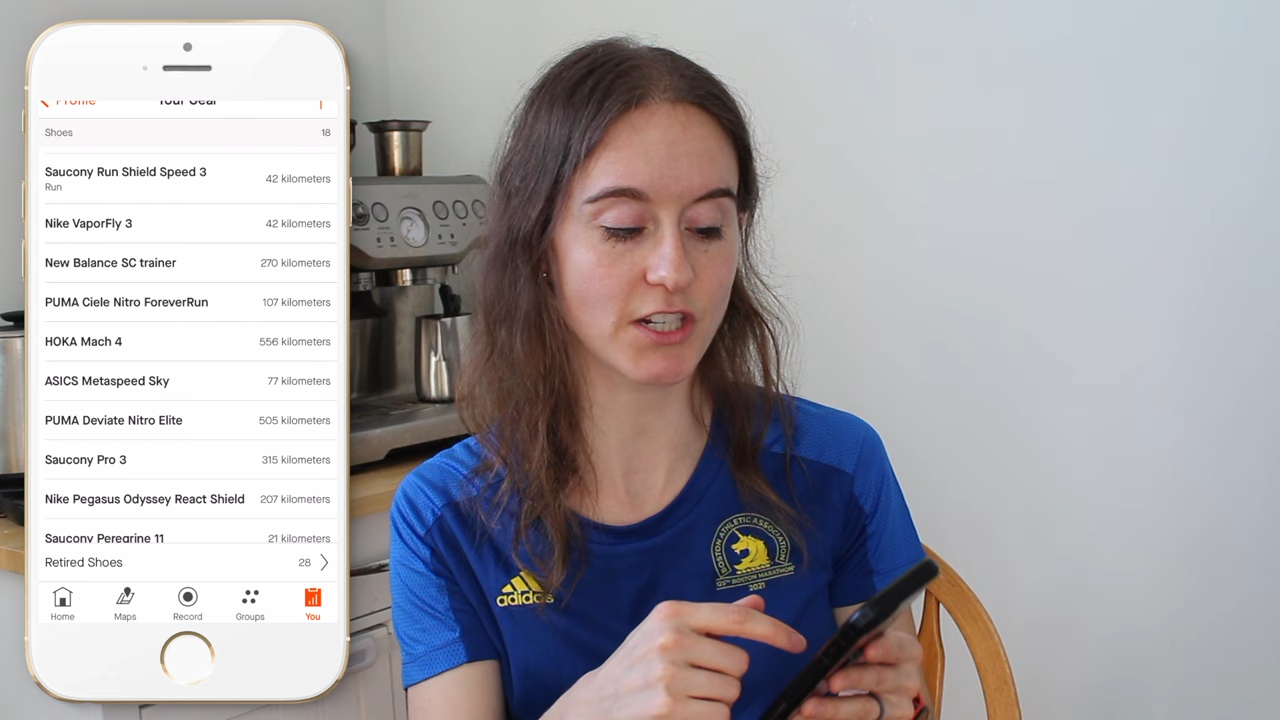 Profile
Your Gear
Shoes 18
Saucony Run Shield Speed 3 42 kilometers
Run
Nike VaporFly 3 42 kilometers
New Balance SC trainer 270 kilometers
PUMA Ciele Nitro ForeverRun 107 kilometers
HOKA Mach 4 556 kilometers
ASICS Metaspeed Sky 77 kilometers
PUMA Deviate Nitro Elite 505 kilometers
Saucony Pro 3 315 kilometers
Nike Pegasus Odyssey React Shield 207 kilometers
Saucony Peregrine 11 21 kilometers
Retired Shoes 28
Home Maps Record Groups You
adidas
BOSTON ATHLETIC ASSOCIATION
125TH BOSTON MARATHON
2021